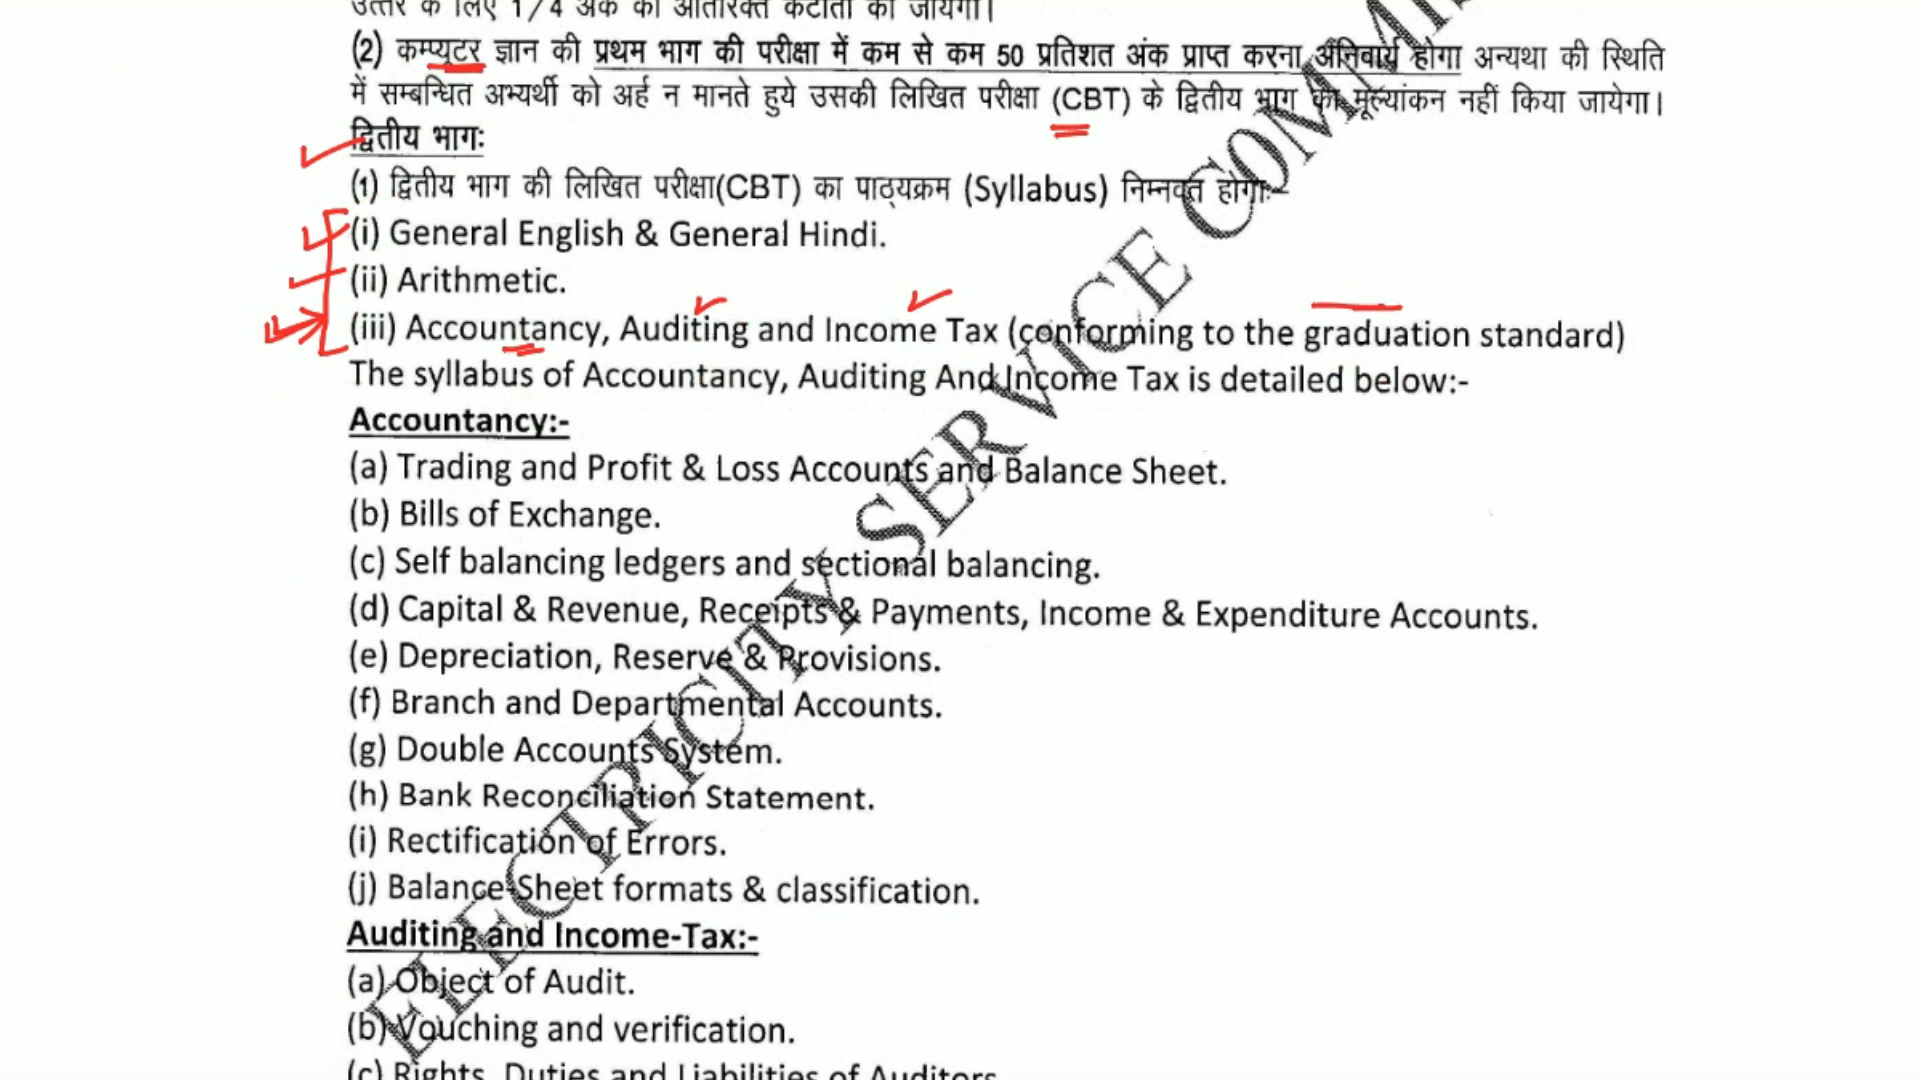 उत्तर के लिए 1/4 अंक की अतिरिक्त कटौती की जायेगी।
(2) कम्प्यूटर ज्ञान की प्रथम भाग की परीक्षा में कम से कम 50 प्रतिशत अंक प्राप्त करना अनिवार्य होगा अन्यथा की स्थिति
में सम्बन्धित अभ्यर्थी को अर्ह न मानते हुये उसकी लिखित परीक्षा (CBT) के द्वितीय भाग का मूल्यांकन नहीं किया जायेगा।
द्वितीय भागः
(1) द्वितीय भाग की लिखित परीक्षा(CBT) का पाठ्यक्रम (Syllabus) निम्नवत होगाः-
(i) General English & General Hindi.
(ii) Arithmetic.
(iii) Accountancy, Auditing and Income Tax (conforming to the graduation standard)
The syllabus of Accountancy, Auditing And Income Tax is detailed below:-
Accountancy:-
(a) Trading and Profit & Loss Accounts and Balance Sheet.
(b) Bills of Exchange.
(c) Self balancing ledgers and sectional balancing.
(d) Capital & Revenue, Receipts & Payments, Income & Expenditure Accounts.
(e) Depreciation, Reserve & Provisions.
(f) Branch and Departmental Accounts.
(g) Double Accounts System.
(h) Bank Reconciliation Statement.
(i) Rectification of Errors.
(j) Balance Sheet formats & classification.
Auditing and Income-Tax:-
(a) Object of Audit.
(b) Vouching and verification.
(c) Rights, Duties and Liabilities of Auditors
ELECTRICITY SERVICE